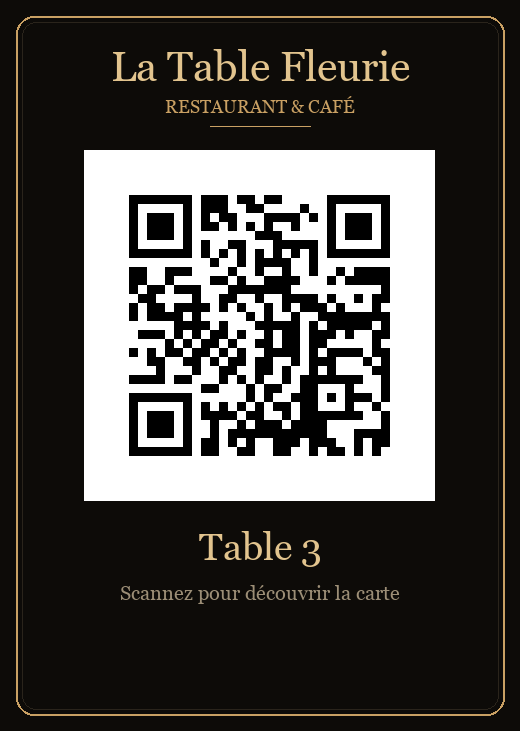 La Table Fleurie
RESTAURANT & CAFÉ
Table 3
Scannez pour découvrir la carte